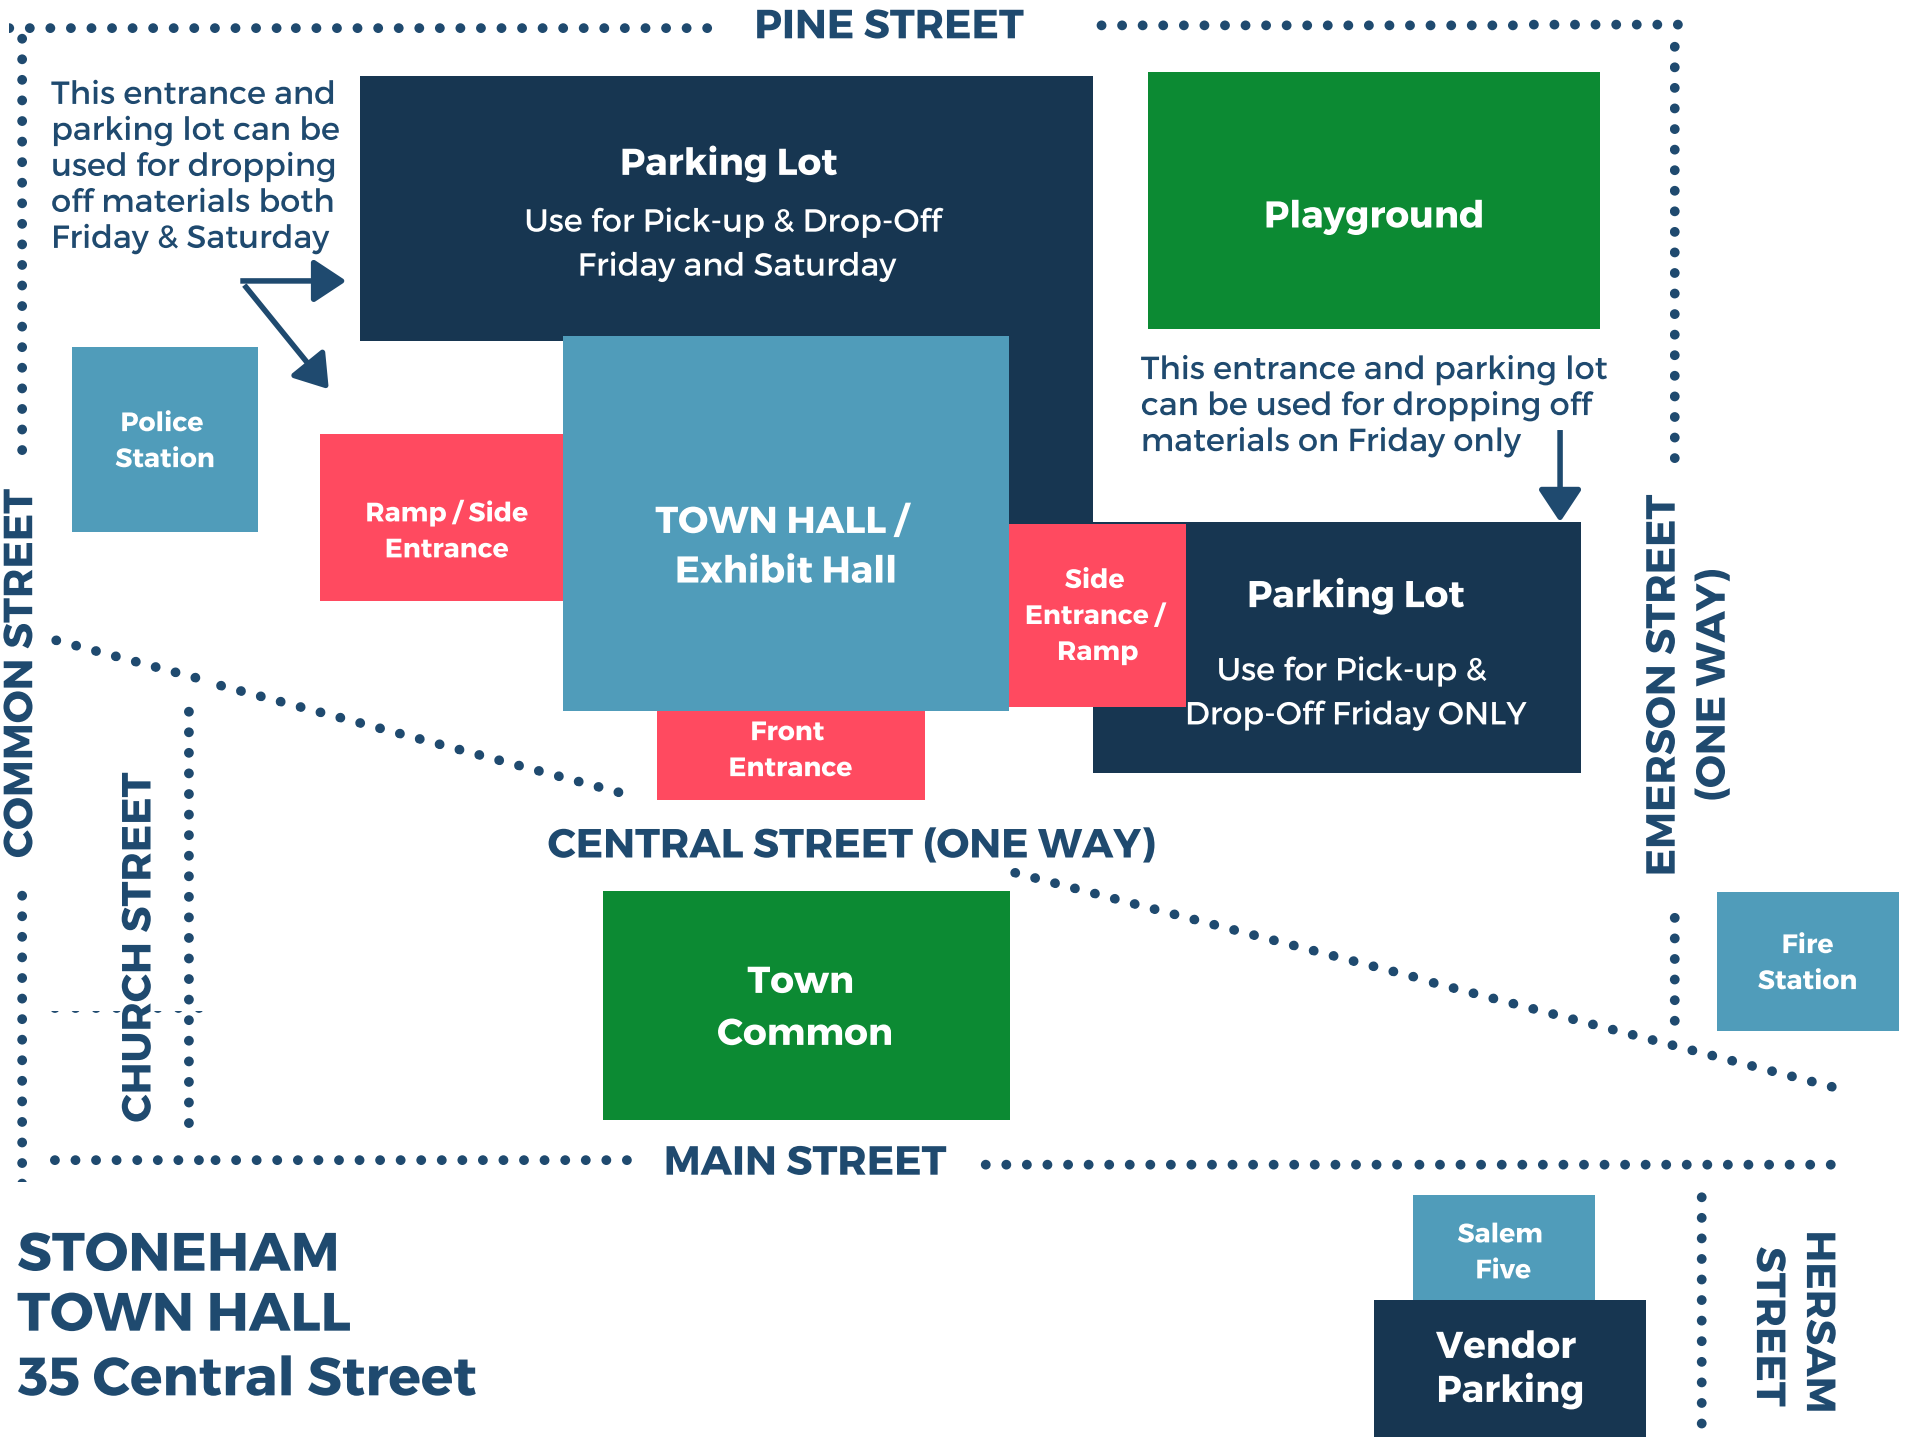 PINE STREET
This entrance and
parking lot can be
used for dropping
off materials both
Friday & Saturday
Parking Lot
Use for Pick-up & Drop-Off
Friday and Saturday
Playground
This entrance and parking lot
can be used for dropping off
materials on Friday only
Police
Station
Ramp / Side
Entrance
TOWN HALL /
Exhibit Hall
Side
Entrance /
Ramp
Parking Lot
Use for Pick-up &
Drop-Off Friday ONLY
Front
Entrance
COMMON STREET
CHURCH STREET
CENTRAL STREET (ONE WAY)
EMERSON STREET
(ONE WAY)
Town
Common
Fire
Station
MAIN STREET
STONEHAM
TOWN HALL
35 Central Street
Salem
Five
Vendor
Parking
HERSAM
STREET